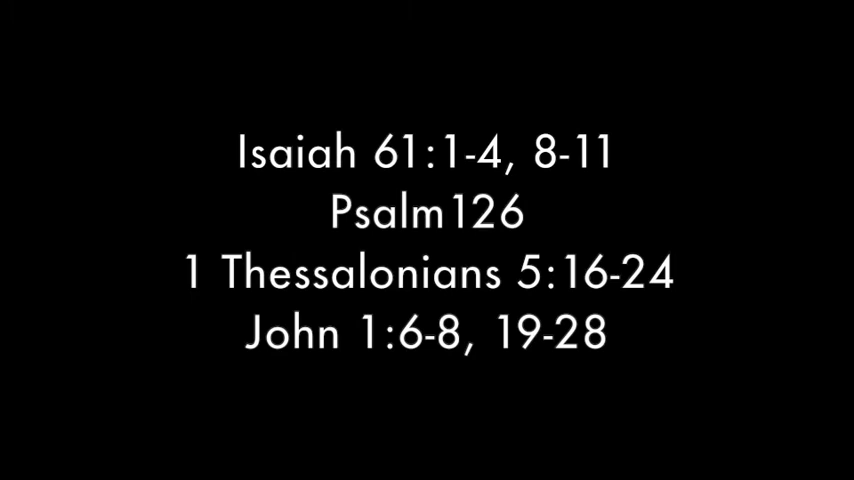 Isaiah 61:1-4, 8-11
Psalm126
1 Thessalonians 5:16-24
John 1:6-8, 19-28